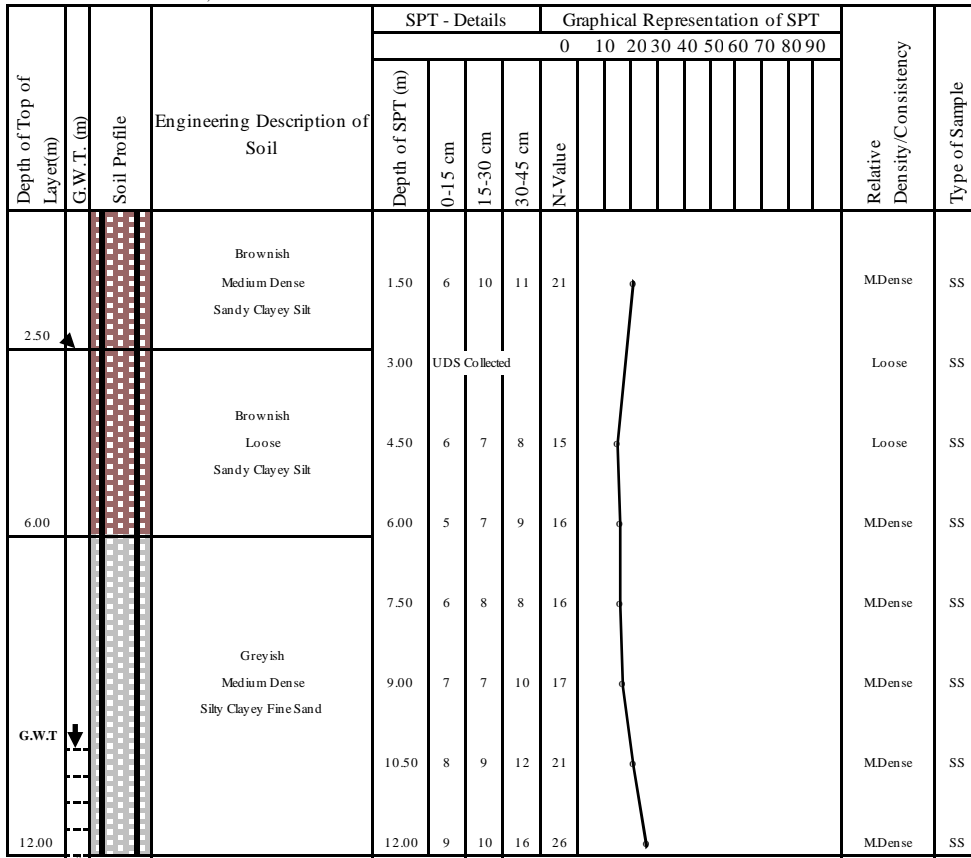 SPT - Details Graphical Representation of SPT
0 10 20 30 40 50 60 70 80 90
Depth of Top of Layer(m)
G.W.T. (m)
Soil Profile
Engineering Description of Soil
Depth of SPT (m)
0-15 cm
15-30 cm
30-45 cm
N-Value
Relative Density/Consistency
Type of Sample
Brownish
Medium Dense
Sandy Clayey Silt
1.50 6 10 11 21 M.Dense SS
2.50
3.00 UDS Collected Loose SS
Brownish
Loose
Sandy Clayey Silt
4.50 6 7 8 15 Loose SS
6.00
6.00 5 7 9 16 M.Dense SS
7.50 6 8 8 16 M.Dense SS
Greyish
Medium Dense
Silty Clayey Fine Sand
9.00 7 7 10 17 M.Dense SS
G.W.T
10.50 8 9 12 21 M.Dense SS
12.00
12.00 9 10 16 26 M.Dense SS